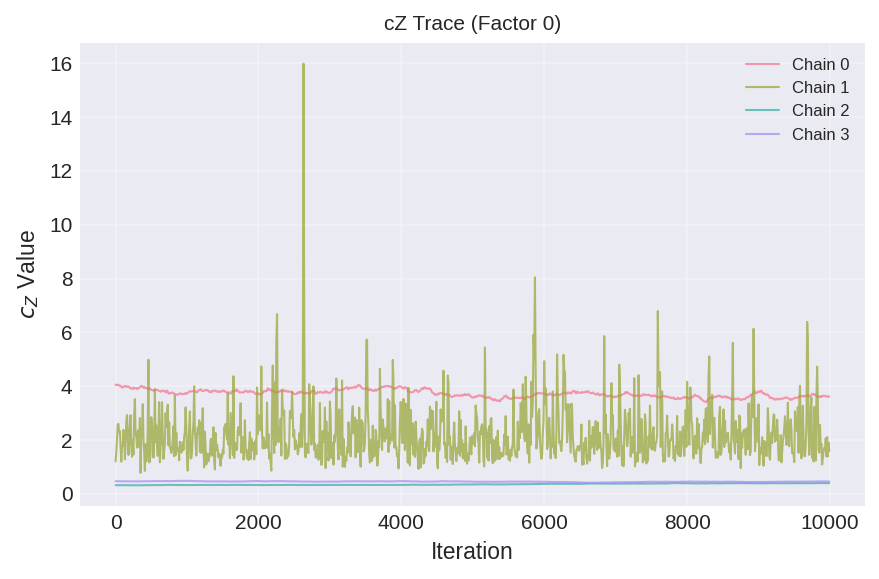 cZ Trace (Factor 0)
16
14
12
10
8
6
4
2
0
cZ Value
Chain 0
Chain 1
Chain 2
Chain 3
0
2000
4000
6000
8000
10000
Iteration